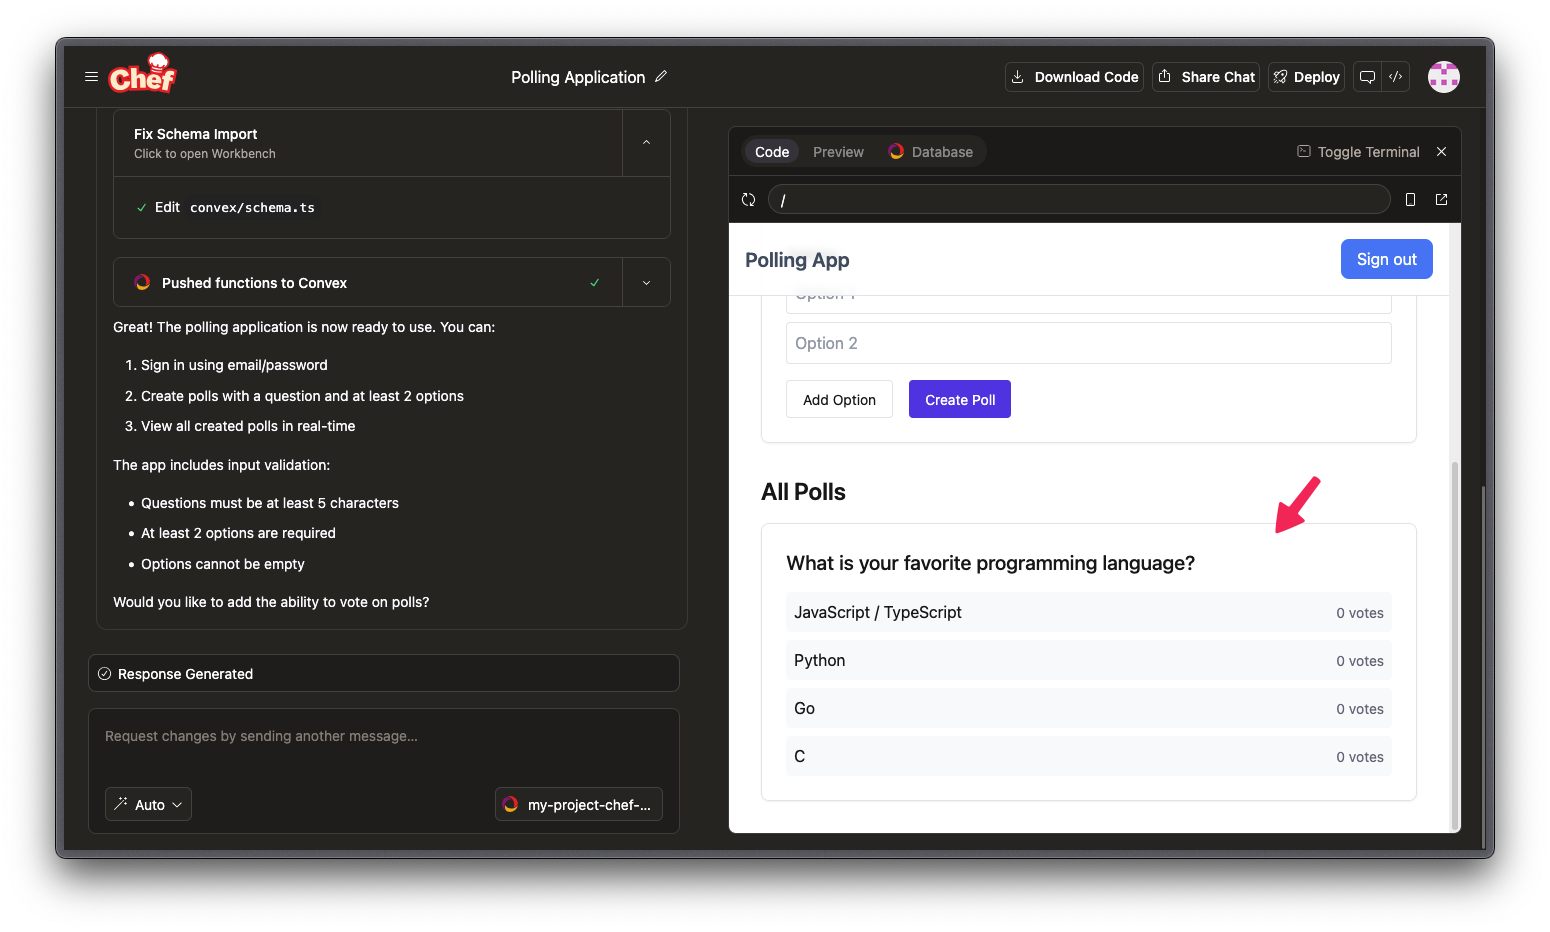 Chef
Polling Application
Download Code
Share Chat
Deploy
Fix Schema Import
Click to open Workbench
Edit convex/schema.ts
Pushed functions to Convex
Great! The polling application is now ready to use. You can:
1. Sign in using email/password
2. Create polls with a question and at least 2 options
3. View all created polls in real-time
The app includes input validation:
• Questions must be at least 5 characters
• At least 2 options are required
• Options cannot be empty
Would you like to add the ability to vote on polls?
Response Generated
Request changes by sending another message...
Auto
my-project-chef-...
Code
Preview
Database
Toggle Terminal
/
Polling App
Sign out
Option 1
Option 2
Add Option
Create Poll
All Polls
What is your favorite programming language?
JavaScript / TypeScript 0 votes
Python 0 votes
Go 0 votes
C 0 votes